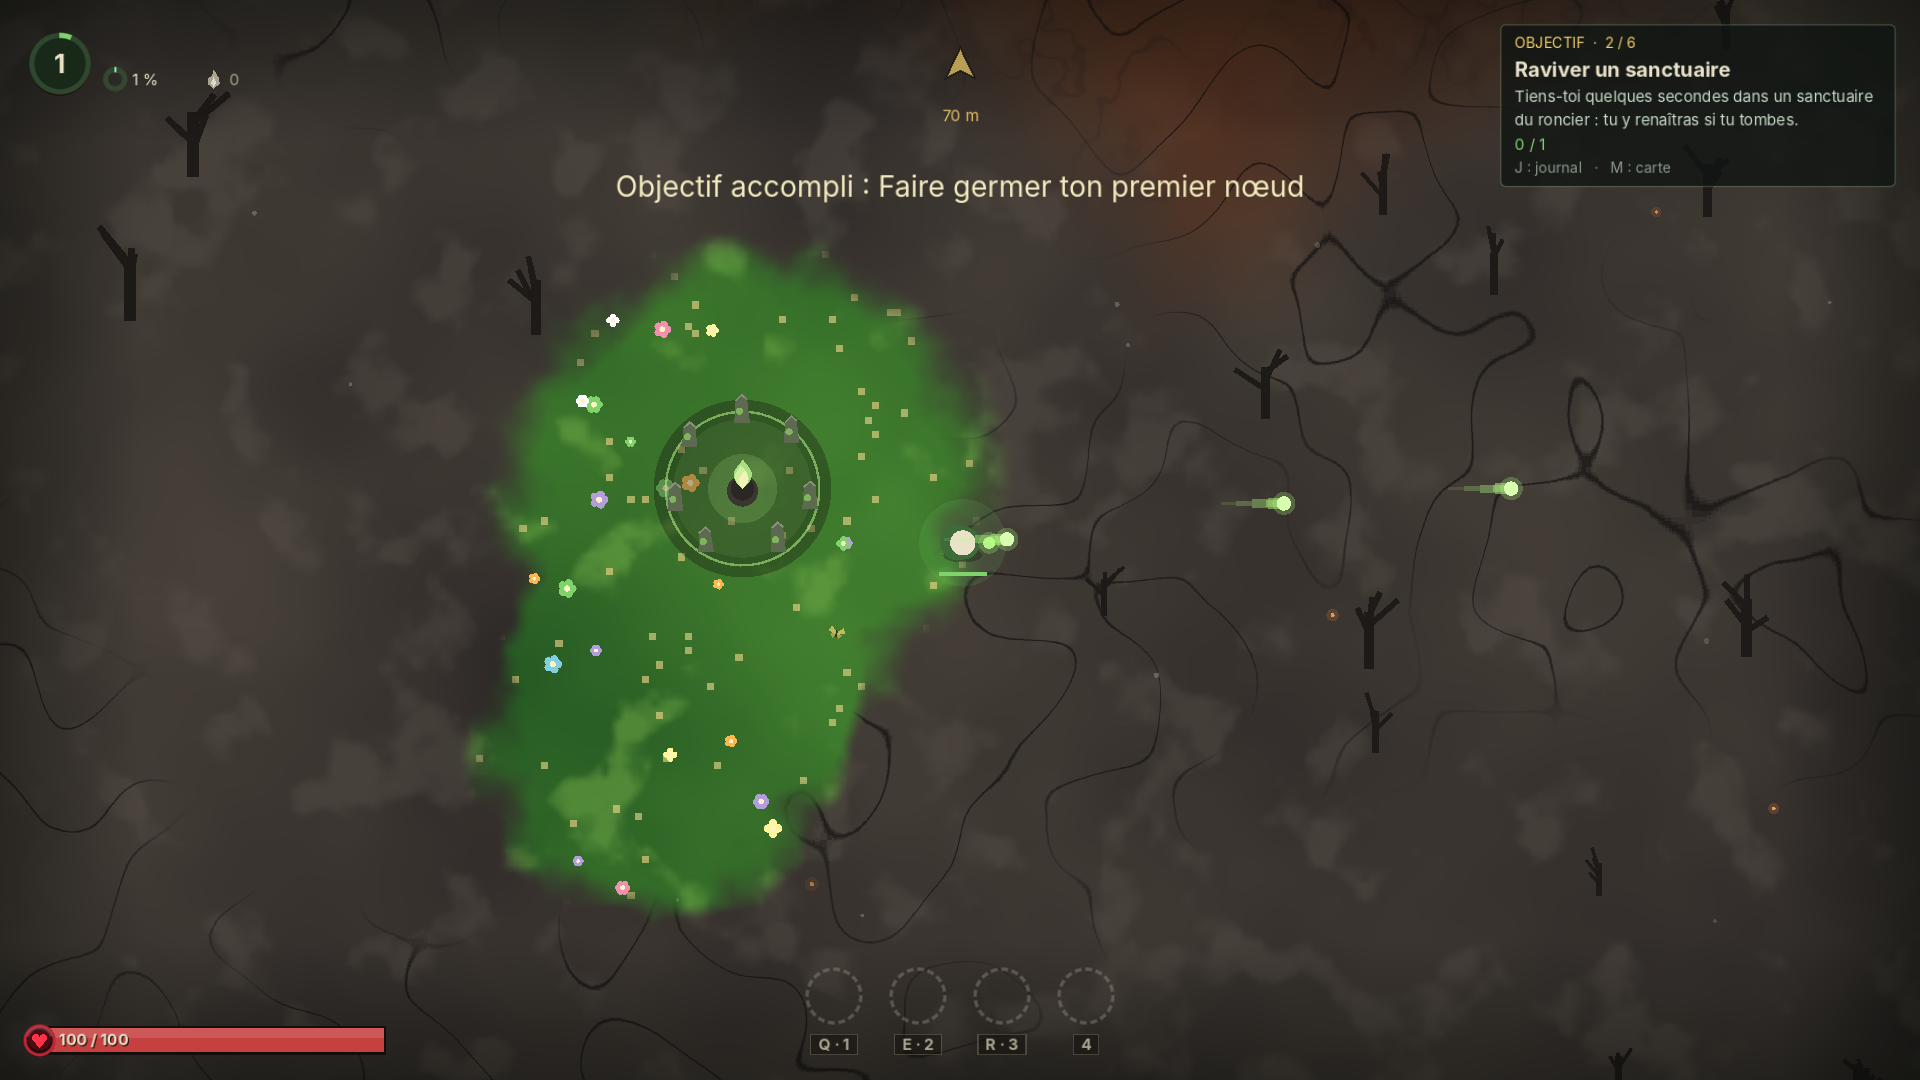 1
1 %
0
70 m
OBJECTIF · 2 / 6
Raviver un sanctuaire
Tiens-toi quelques secondes dans un sanctuaire
du roncier : tu y renaîtras si tu tombes.
0 / 1
J : journal · M : carte
Objectif accompli : Faire germer ton premier nœud
100 / 100
Q · 1
E · 2
R · 3
4